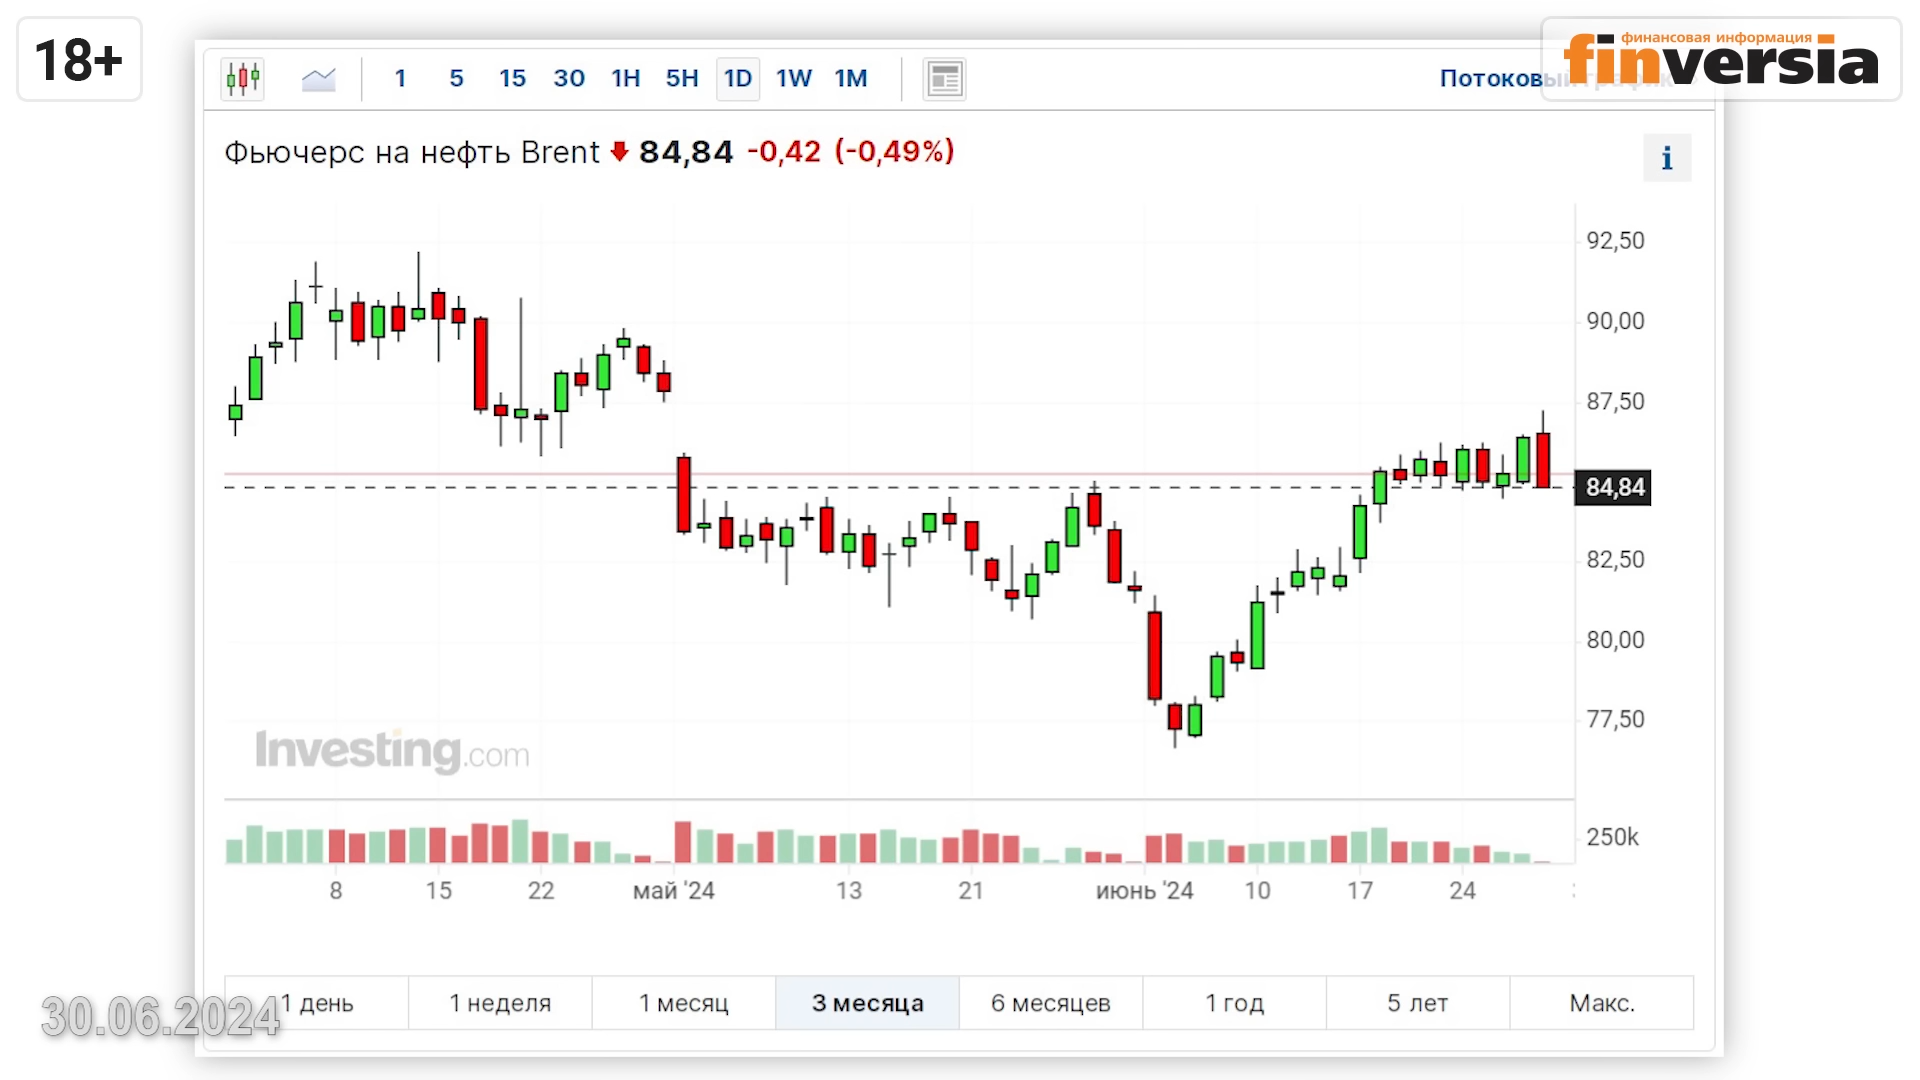 18+
финансовая информация
finversia
1 5 15 30 1H 5H 1D 1W 1M
Потоковый график
Фьючерс на нефть Brent 84,84 -0,42 (-0,49%)
i
92,50
90,00
87,50
84,84
82,50
80,00
77,50
Investing.com
250k
8 15 22 май '24 13 21 июнь '24 10 17 24
1 день 1 неделя 1 месяц 3 месяца 6 месяцев 1 год 5 лет Макс.
30.06.2024